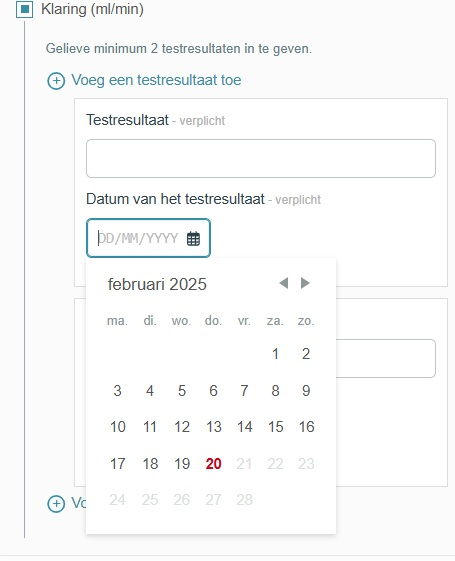 Klaring (ml/min)
Gelieve minimum 2 testresultaten in te geven.
Voeg een testresultaat toe
Testresultaat - verplicht
Datum van het testresultaat - verplicht
DD/MM/YYYY
februari 2025
ma. di. wo. do. vr. za. zo.
1 2
3 4 5 6 7 8 9
10 11 12 13 14 15 16
17 18 19 20 21 22 23
24 25 26 27 28